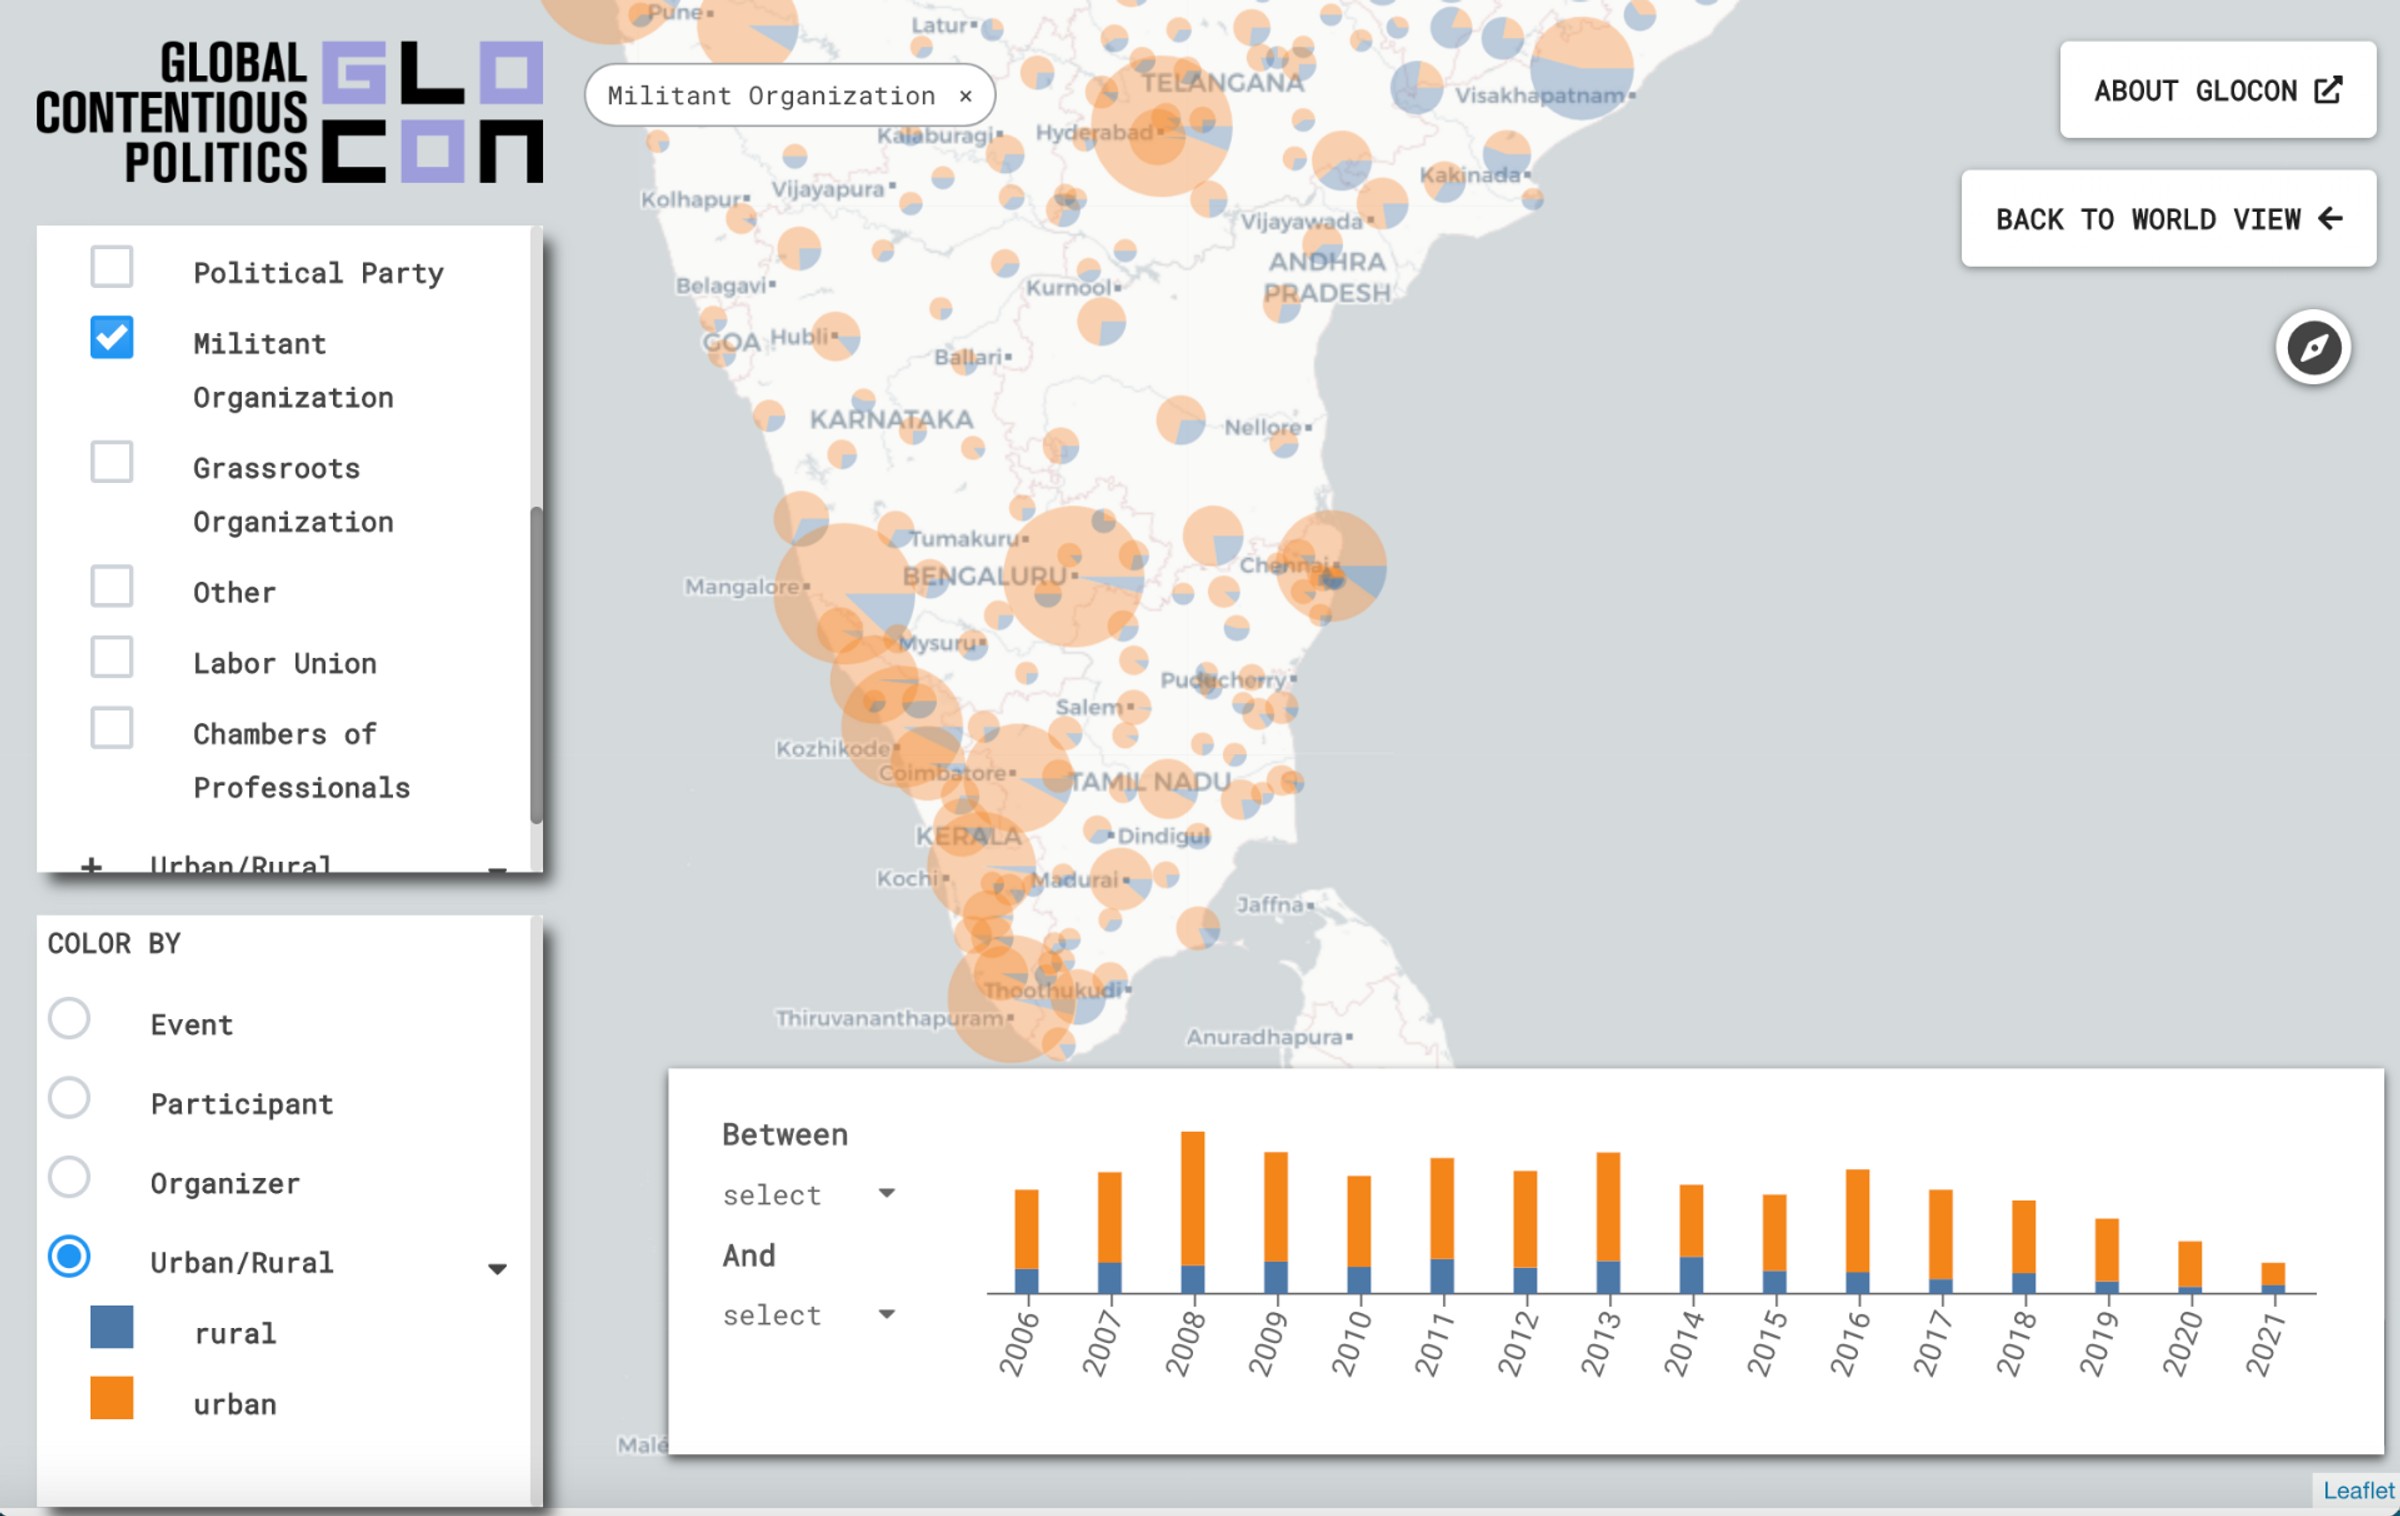 GLOBAL
CONTENTIOUS
POLITICS
GLO
CON
Militant Organization ×
ABOUT GLOCON
BACK TO WORLD VIEW
Political Party
Militant
Organization
Grassroots
Organization
Other
Labor Union
Chambers of
Professionals
+ Urban/Rural
COLOR BY
Event
Participant
Organizer
Urban/Rural
rural
urban
Pune
Latur
TELANGANA
Visakhapatnam
Kalaburagi
Hyderabad
Kakinada
Kolhapur
Vijayapura
Vijayawada
ANDHRA
PRADESH
Belagavi
Kurnool
GOA
Hubli
Ballari
KARNATAKA
Nellore
Tumakuru
Chennai
Mangalore
BENGALURU
Mysuru
Puducherry
Salem
Kozhikode
Coimbatore
TAMIL NADU
KERALA
Dindigul
Kochi
Madurai
Jaffna
Thoothukudi
Thiruvananthapuram
Anuradhapura
Between
select
And
select
2006
2007
2008
2009
2010
2011
2012
2013
2014
2015
2016
2017
2018
2019
2020
2021
Malé
Leaflet